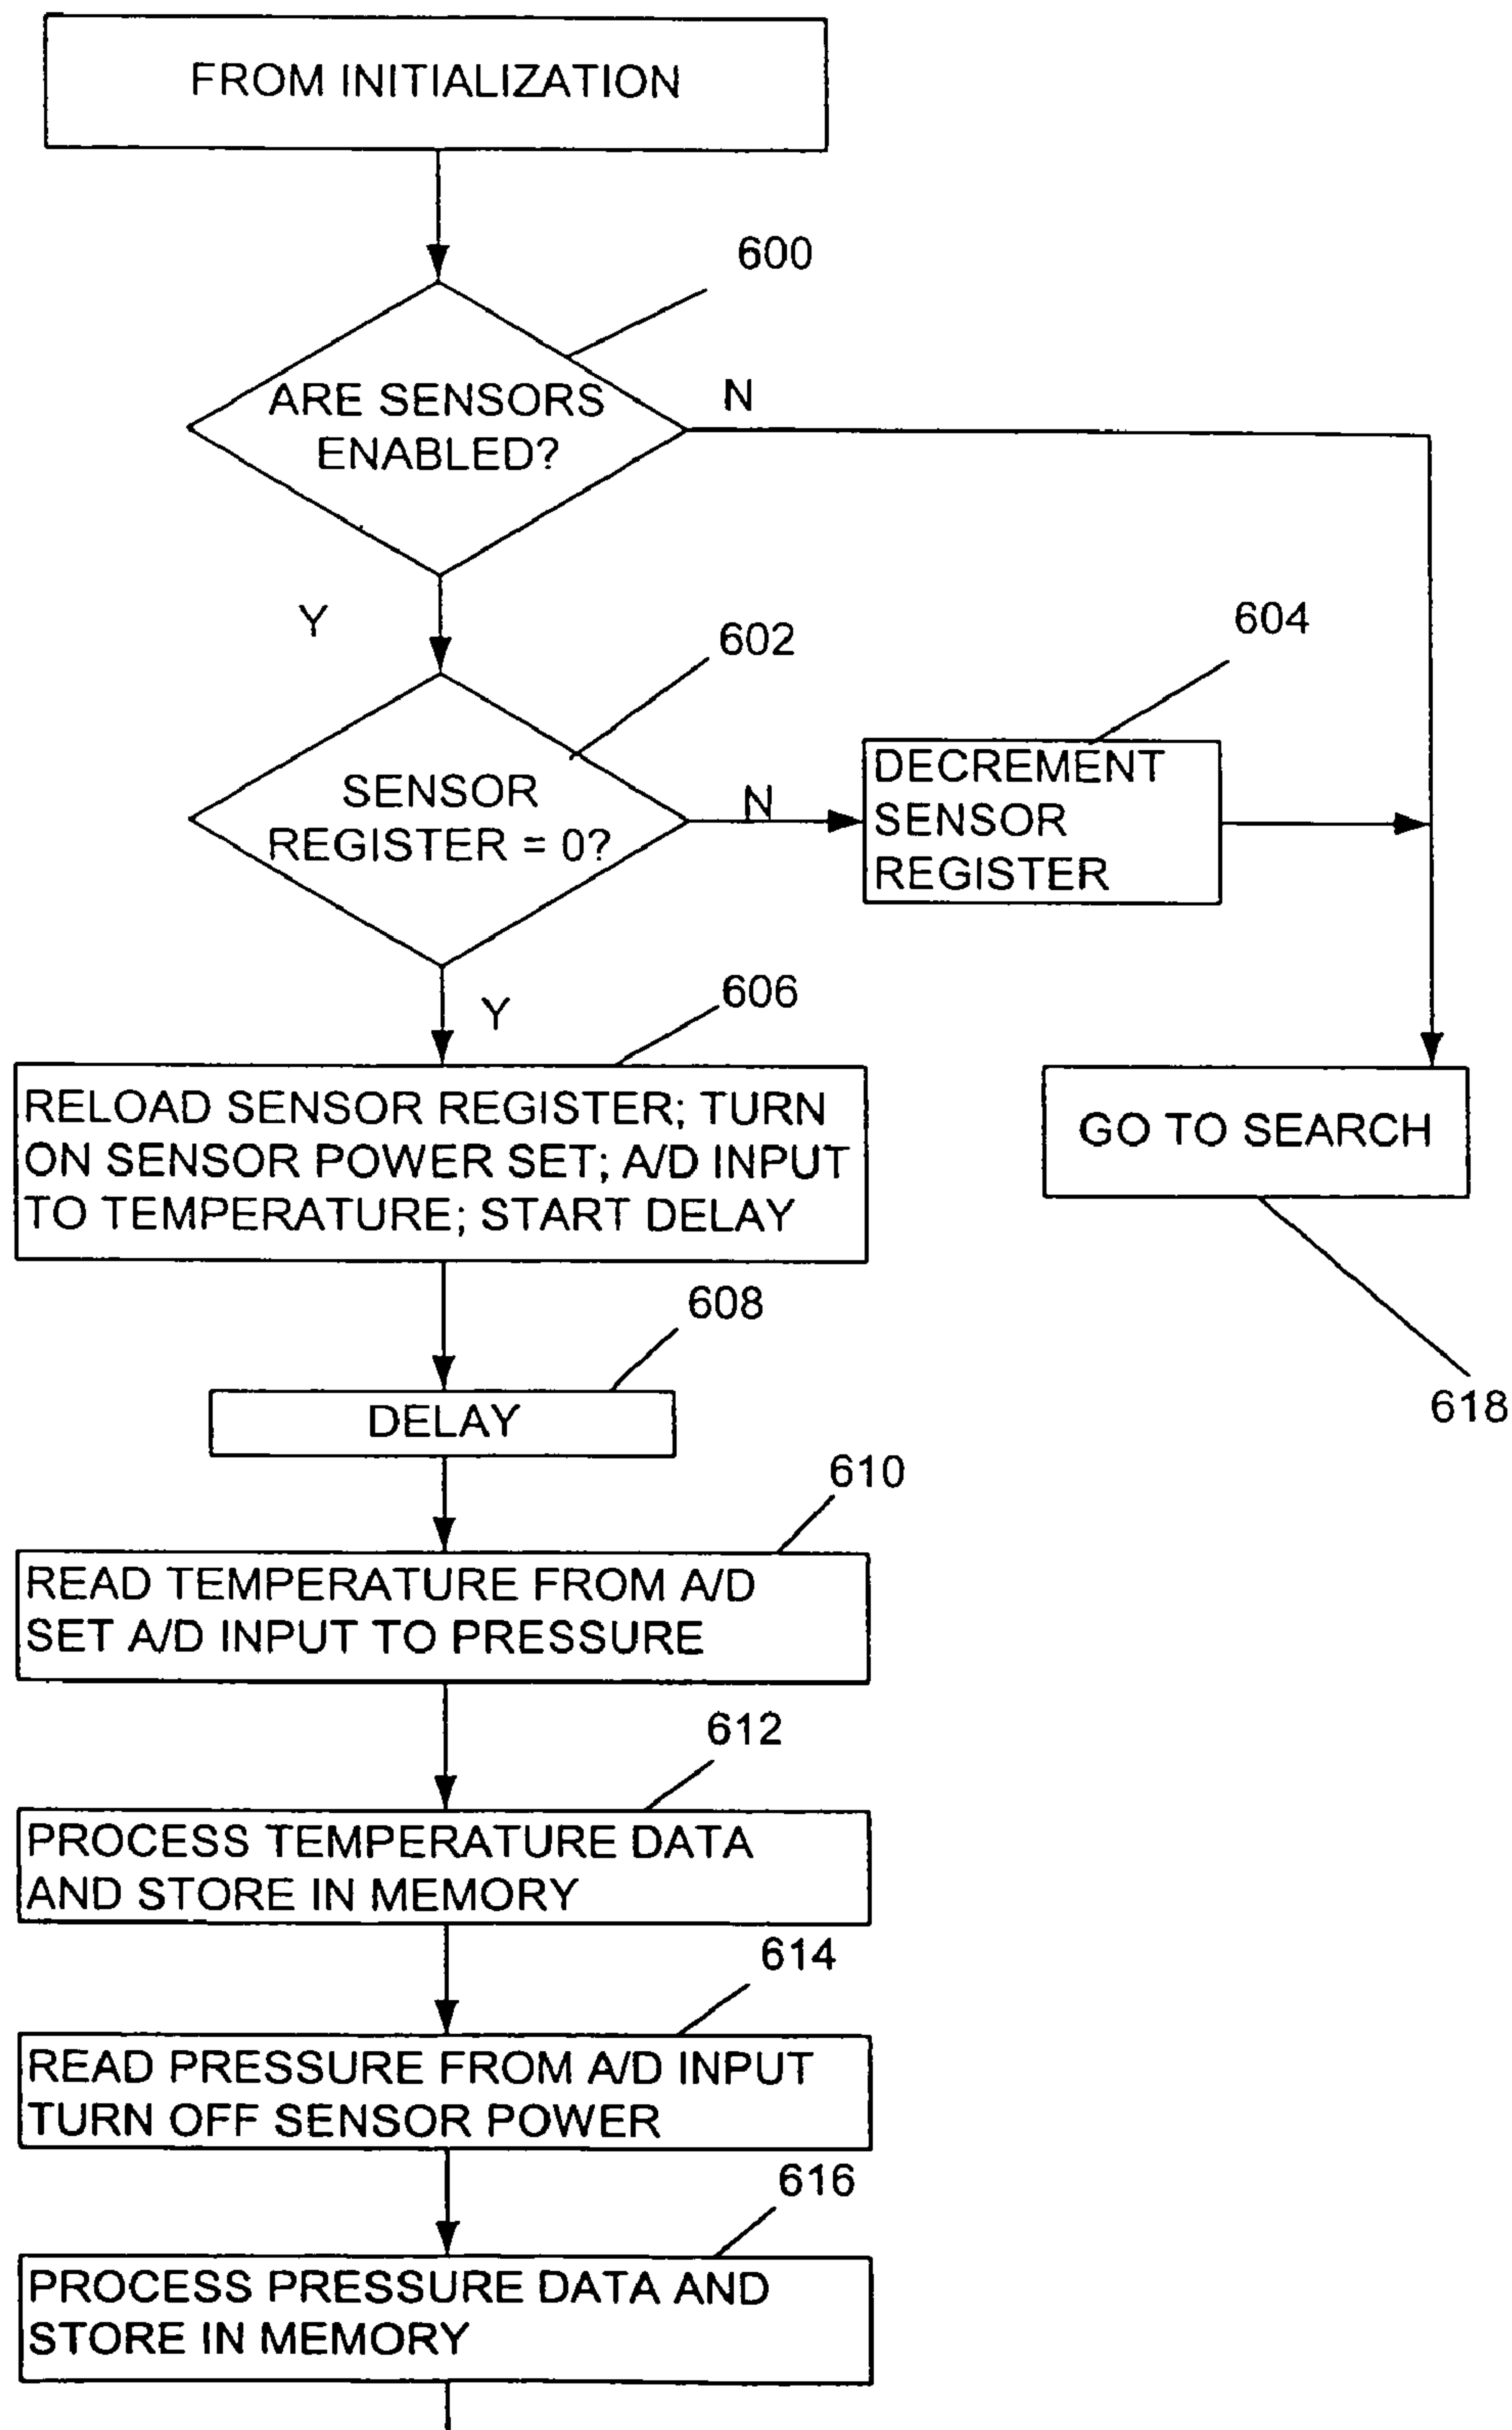 FROM INITIALIZATION
600
ARE SENSORS
ENABLED?
N
Y
602
604
SENSOR
REGISTER = 0?
N
DECREMENT
SENSOR
REGISTER
Y
606
RELOAD SENSOR REGISTER; TURN
ON SENSOR POWER SET; A/D INPUT
TO TEMPERATURE; START DELAY
GO TO SEARCH
608
DELAY
618
610
READ TEMPERATURE FROM A/D
SET A/D INPUT TO PRESSURE
612
PROCESS TEMPERATURE DATA
AND STORE IN MEMORY
614
READ PRESSURE FROM A/D INPUT
TURN OFF SENSOR POWER
616
PROCESS PRESSURE DATA AND
STORE IN MEMORY